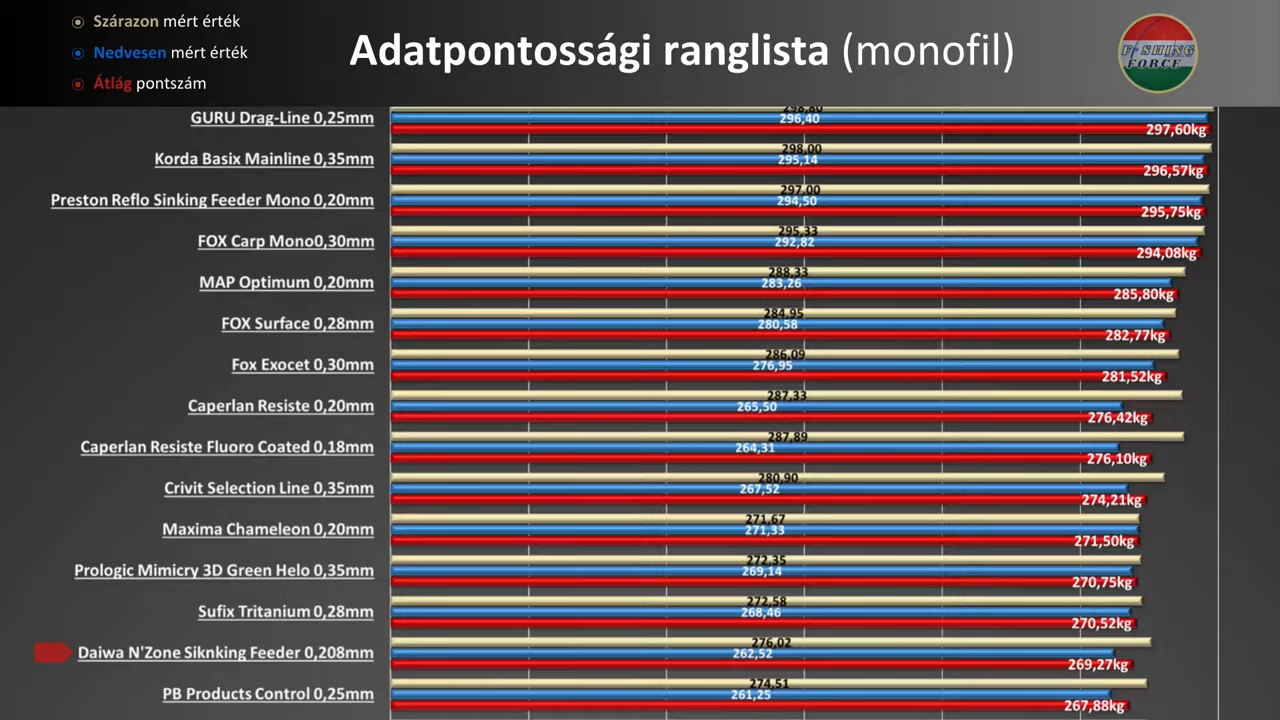 Szárazon mért érték
Nedvesen mért érték
Átlag pontszám
Adatpontossági ranglista (monofil)
FISHING
FORCE
298,80
GURU Drag-Line 0,25mm 296,40
297,60kg
298,00
Korda Basix Mainline 0,35mm 295,14
296,57kg
297,00
Preston Reflo Sinking Feeder Mono 0,20mm 294,50
295,75kg
295,33
FOX Carp Mono0,30mm 292,82
294,08kg
288,33
MAP Optimum 0,20mm 283,26
285,80kg
284,95
FOX Surface 0,28mm 280,58
282,77kg
286,09
Fox Exocet 0,30mm 276,95
281,52kg
287,33
Caperlan Resiste 0,20mm 265,50
276,42kg
287,89
Caperlan Resiste Fluoro Coated 0,18mm 264,31
276,10kg
280,90
Crivit Selection Line 0,35mm 267,52
274,21kg
271,67
Maxima Chameleon 0,20mm 271,33
271,50kg
272,35
Prologic Mimicry 3D Green Helo 0,35mm 269,14
270,75kg
272,58
Sufix Tritanium 0,28mm 268,46
270,52kg
276,02
Daiwa N'Zone Siknking Feeder 0,208mm 262,52
269,27kg
274,51
PB Products Control 0,25mm 261,25
267,88kg